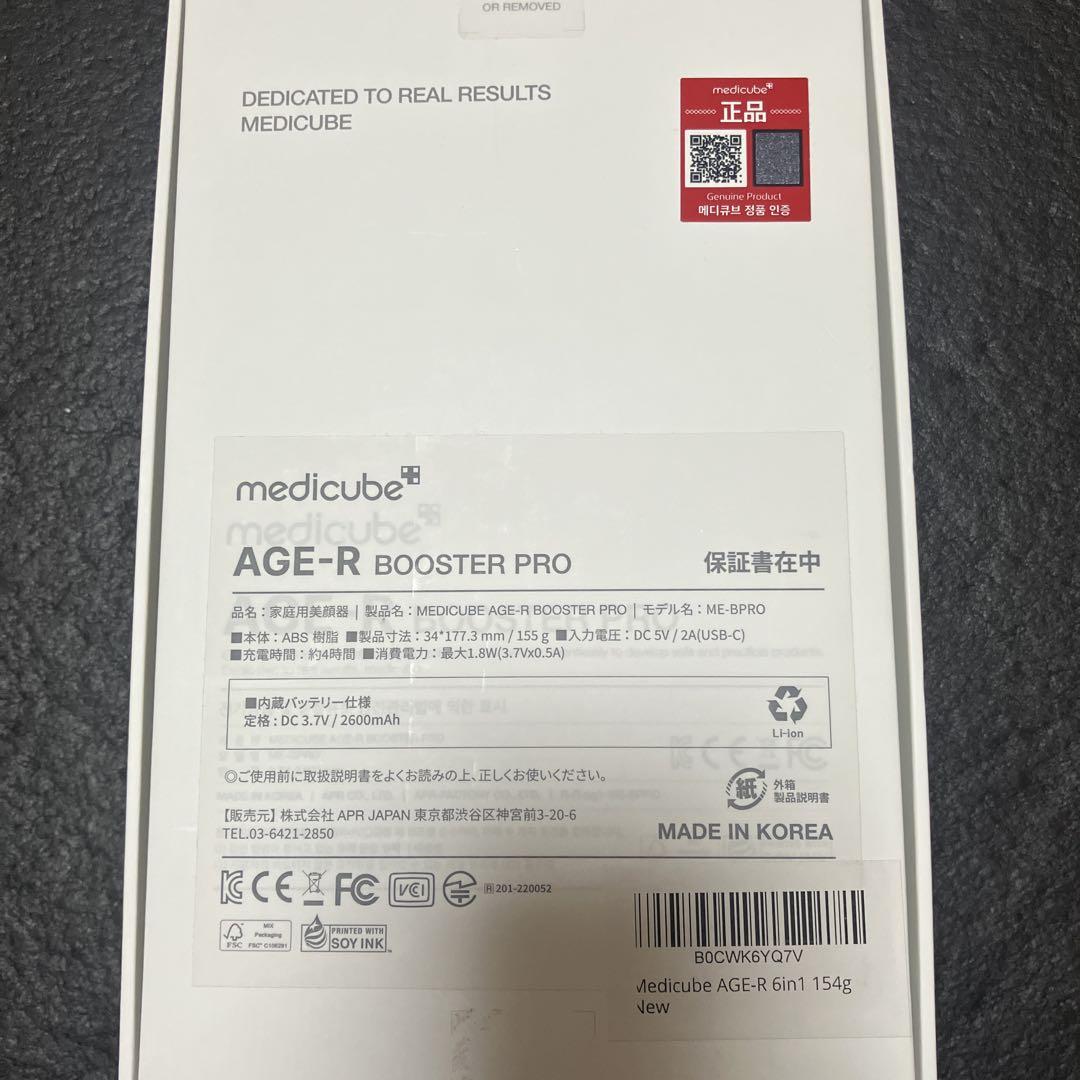 OR REMOVED
DEDICATED TO REAL RESULTS
MEDICUBE
medicube
正品
Genuine Product
메디큐브 정품 인증
medicube
medicube
AGE-R BOOSTER PRO
保証書在中
品名：家庭用美顔器 | 製品名：MEDICUBE AGE-R BOOSTER PRO | モデル名：ME-BPRO
■本体：ABS 樹脂 ■製品寸法：34*177.3 mm / 155 g ■入力電圧：DC 5V / 2A(USB-C)
■充電時間：約4時間 ■消費電力：最大1.8W(3.7Vx0.5A)
■内蔵バッテリー仕様
定格 : DC 3.7V / 2600mAh
Li-ion
◎ご使用前に取扱説明書をよくお読みの上、正しくお使いください。
紙
外箱
製品説明書
【販売元】株式会社 APR JAPAN 東京都渋谷区神宮前3-20-6
TEL.03-6421-2850
MADE IN KOREA
KC CE FC VCI R 201-220052
FSC
MIX
Packaging
FSC™ C106291
PRINTED WITH
SOY INK
B0CWK6YQ7V
Medicube AGE-R 6in1 154g
New